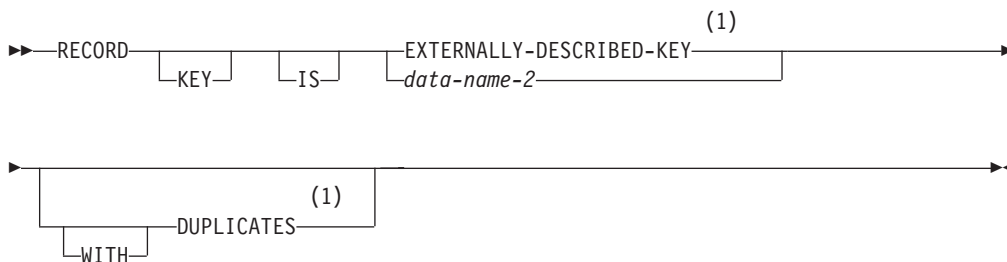 (1)
RECORD EXTERNALLY-DESCRIBED-KEY
KEY IS data-name-2
(1)
DUPLICATES
WITH